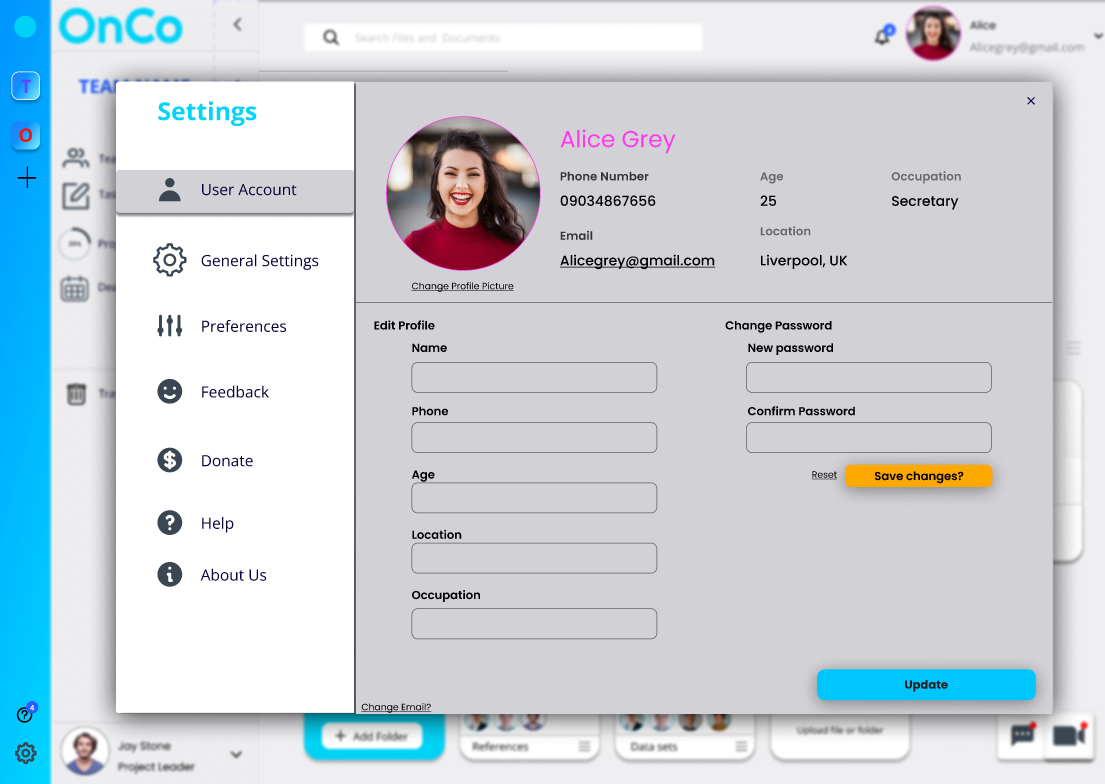 OnCo
Search Files and Documents
Alice
Alicegrey@gmail.com
T
TEAM NAME
O
Settings
User Account
General Settings
Preferences
Feedback
Donate
Help
About Us
Alice Grey
Phone Number
Age
Occupation
09034867656
25
Secretary
Email
Location
Alicegrey@gmail.com
Liverpool, UK
Change Profile Picture
Edit Profile
Change Password
Name
New password
Phone
Confirm Password
Age
Reset
Save changes?
Location
Occupation
Update
Change Email?
4
Add Folder
References
Data sets
Upload file or folder
Jay Stone
Project Leader